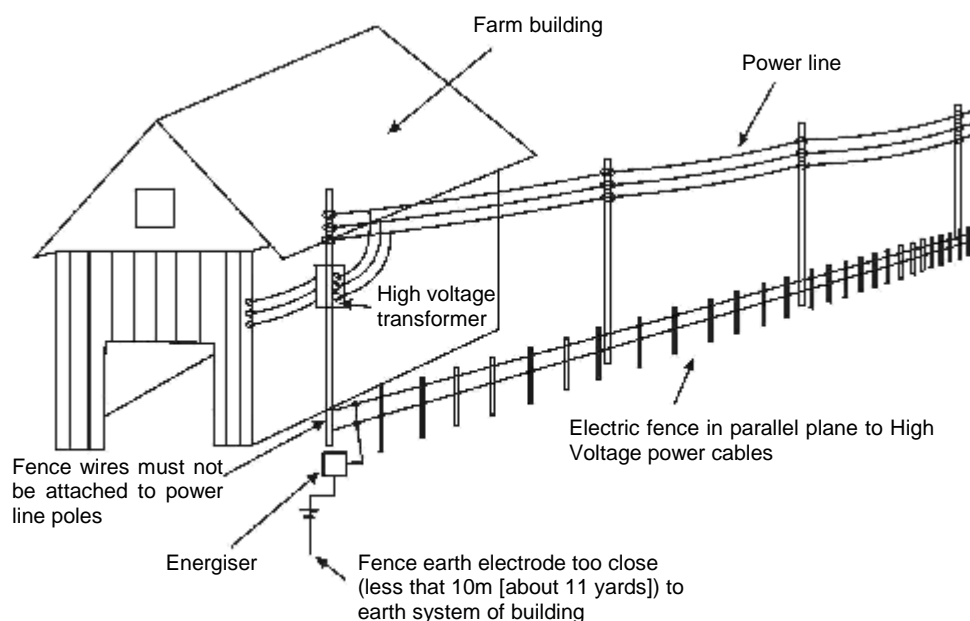 Farm building
Power line
High voltage
transformer
Electric fence in parallel plane to High
Voltage power cables
Fence wires must not
be attached to power
line poles
Energiser
Fence earth electrode too close
(less that 10m [about 11 yards]) to
earth system of building